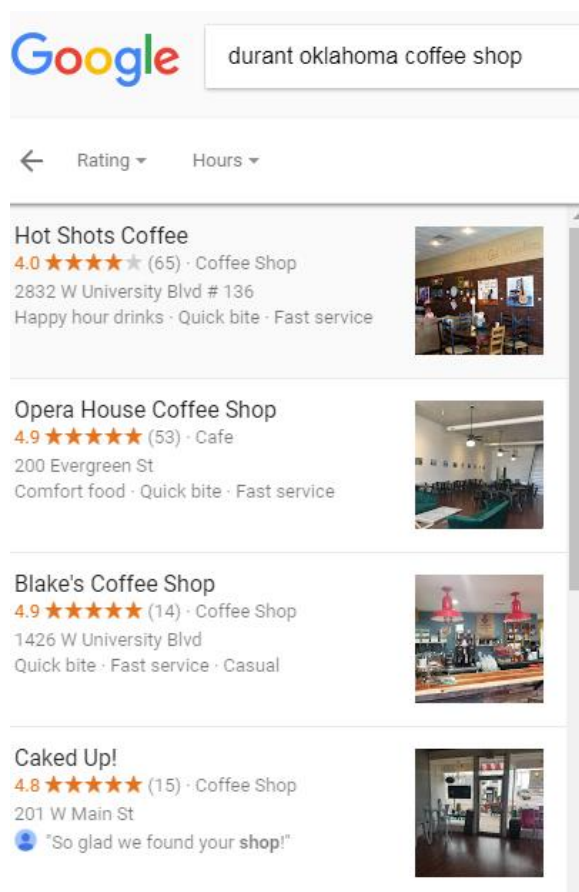 Google
durant oklahoma coffee shop
Rating Hours
Hot Shots Coffee
4.0 ★★★★★ (65) · Coffee Shop
2832 W University Blvd # 136
Happy hour drinks · Quick bite · Fast service
Opera House Coffee Shop
4.9 ★★★★★ (53) · Cafe
200 Evergreen St
Comfort food · Quick bite · Fast service
Blake's Coffee Shop
4.9 ★★★★★ (14) · Coffee Shop
1426 W University Blvd
Quick bite · Fast service · Casual
Caked Up!
4.8 ★★★★★ (15) · Coffee Shop
201 W Main St
"So glad we found your shop!"